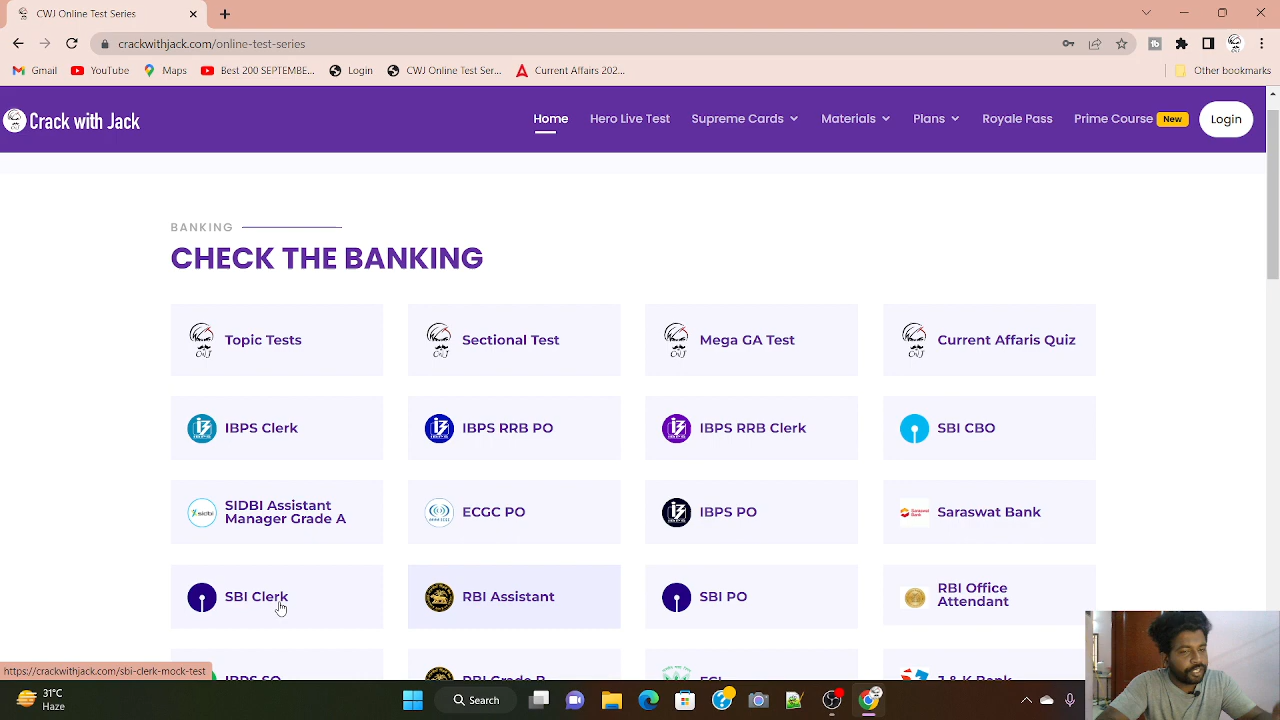 CWJ Online Test Series
crackwithjack.com/online-test-series
Gmail
YouTube
Maps
Best 200 SEPTEMBE...
Login
CWJ Online Test Ser...
Current Affairs 202...
Other bookmarks
Crack with Jack
Home
Hero Live Test
Supreme Cards
Materials
Plans
Royale Pass
Prime Course New
Login
BANKING
CHECK THE BANKING
Topic Tests
Sectional Test
Mega GA Test
Current Affaris Quiz
IBPS Clerk
IBPS RRB PO
IBPS RRB Clerk
SBI CBO
SIDBI Assistant
Manager Grade A
ECGC PO
IBPS PO
Saraswat Bank
SBI Clerk
RBI Assistant
SBI PO
RBI Office
Attendant
https://crackwithjack.com/sbi-clerk-mock-test
IBPS SO
RBI Grade B
J & K Bank
31°C
Haze
Search